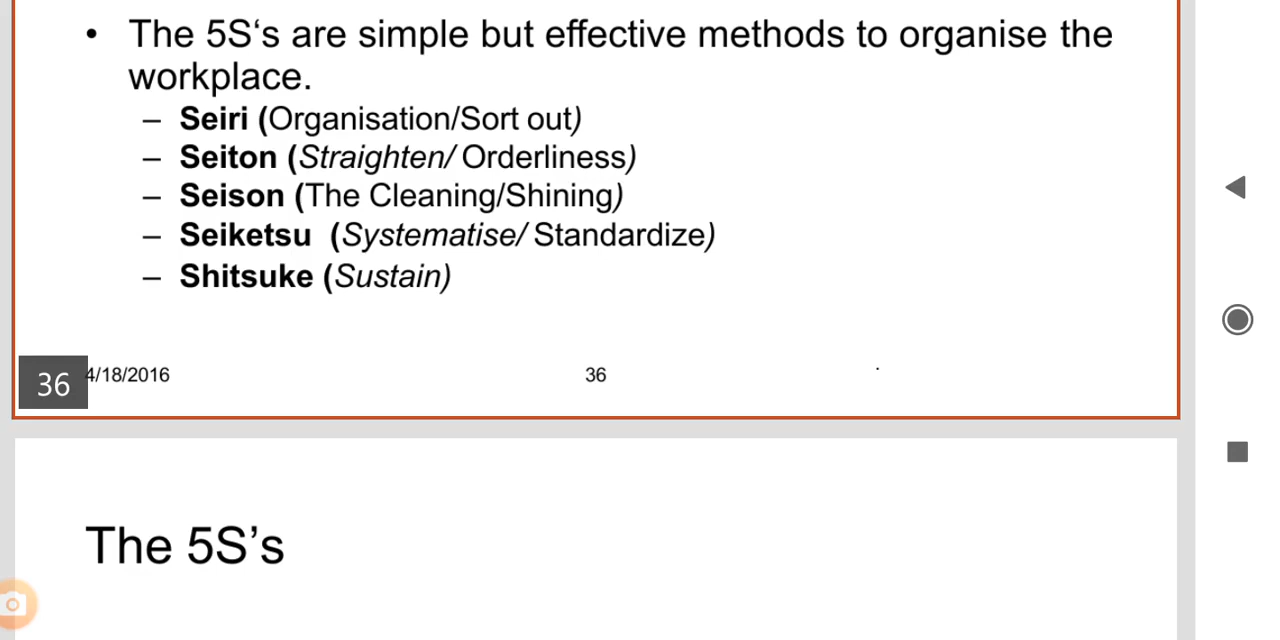 • The 5S‘s are simple but effective methods to organise the
workplace.
– Seiri (Organisation/Sort out)
– Seiton (Straighten/ Orderliness)
– Seison (The Cleaning/Shining)
– Seiketsu (Systematise/ Standardize)
– Shitsuke (Sustain)
36
4/18/2016
36
.
The 5S’s